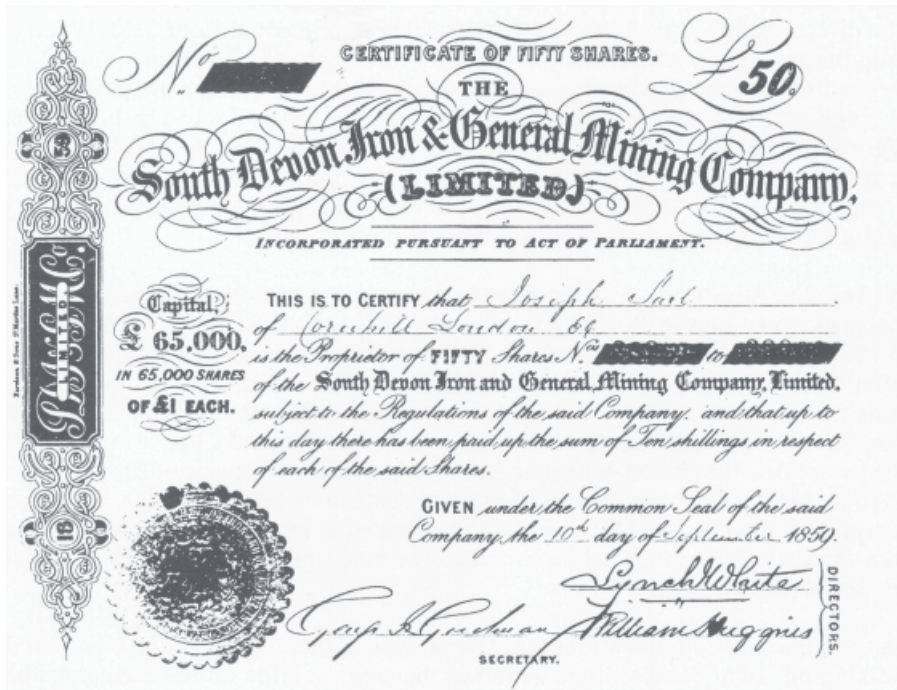 No
CERTIFICATE OF FIFTY SHARES.
£50.
THE
South Devon Iron & General Mining Company,
(LIMITED)
INCORPORATED PURSUANT TO ACT OF PARLIAMENT.
Capital,
£ 65.000.
IN 65,000 SHARES
OF £1 EACH.
LIMITED
THIS IS TO CERTIFY that Joseph
of Cornhill London EC
is the Proprietor of FIFTY Shares Nos to
of the South Devon Iron and General Mining Company, Limited.
subject to the Regulations of the said Company, and that up to
this day there has been paid up the sum of Ten shillings in respect
of each of the said Shares.
GIVEN under the Common Seal of the said
Company, the 10th day of September 1859.
Lynch White
William Huggins
DIRECTORS.
SECRETARY.